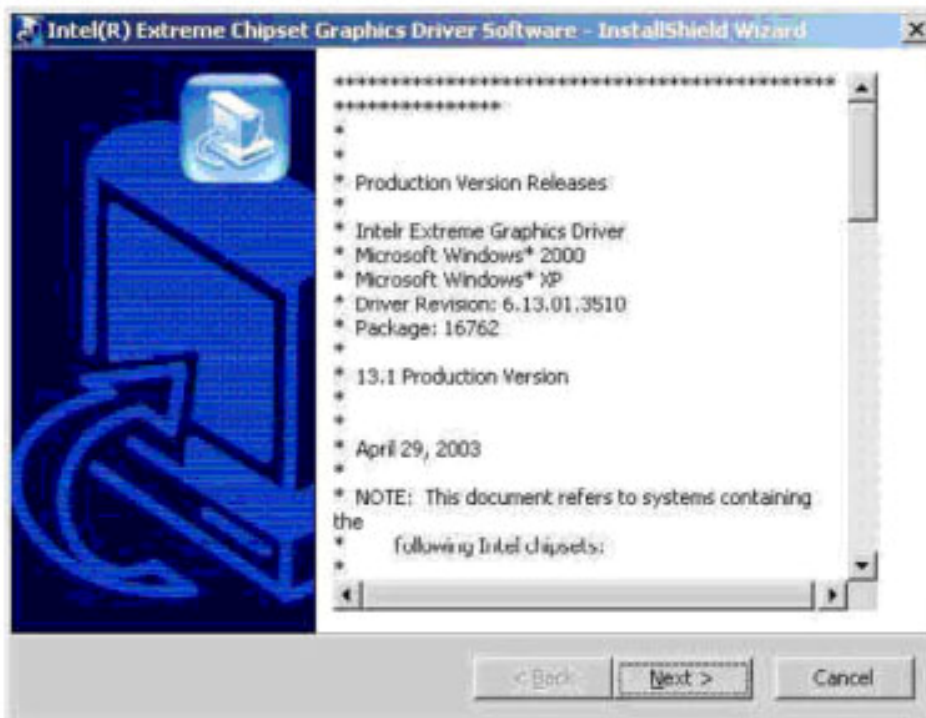 Intel(R) Extreme Chipset Graphics Driver Software - InstallShield Wizard
*********************************************
***************
*
*
* Production Version Releases
*
* Intelr Extreme Graphics Driver
* Microsoft Windows* 2000
* Microsoft Windows* XP
* Driver Revision: 6.13.01.3510
* Package: 16762
*
* 13.1 Production Version
*
*
* April 29, 2003
*
* NOTE: This document refers to systems containing
the
* following Intel chipsets:
*
< Back
Next >
Cancel